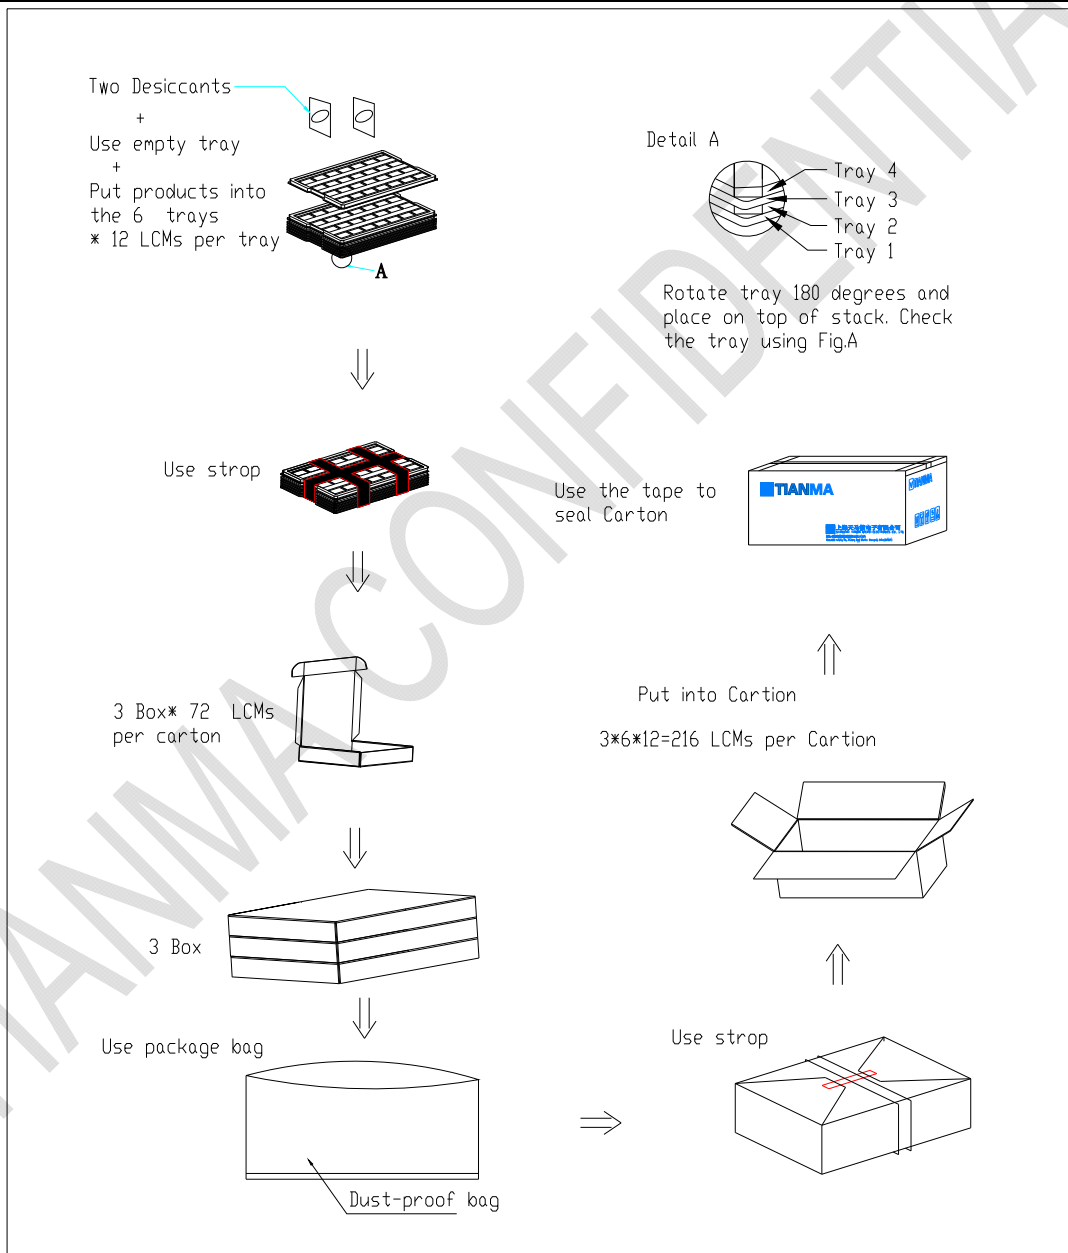 Two Desiccants
+
Use empty tray
+
Put products into
the 6 trays
* 12 LCMs per tray
A
Detail A
Tray 4
Tray 3
Tray 2
Tray 1
Rotate tray 180 degrees and
place on top of stack. Check
the tray using Fig.A
Use strop
3 Box* 72 LCMs
per carton
3 Box
Use package bag
Dust-proof bag
Use strop
Put into Cartion
3*6*12=216 LCMs per Cartion
Use the tape to
seal Carton
TIANMA
TIANMA
TIANMA CONFIDENTIA